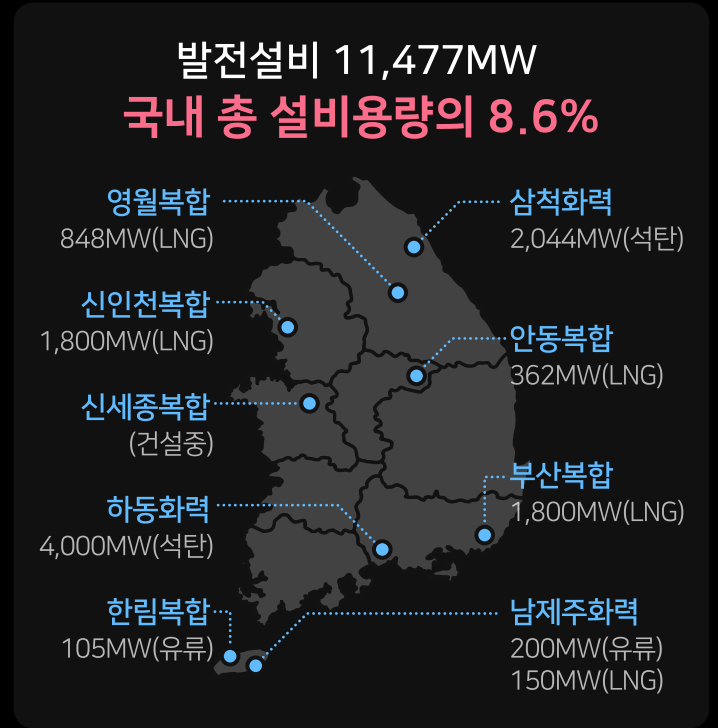 발전설비 11,477MW
국내 총 설비용량의 8.6%
영월복합
848MW(LNG)
삼척화력
2,044MW(석탄)
신인천복합
1,800MW(LNG)
안동복합
362MW(LNG)
신세종복합
(건설중)
부산복합
1,800MW(LNG)
하동화력
4,000MW(석탄)
한림복합
105MW(유류)
남제주화력
200MW(유류)
150MW(LNG)